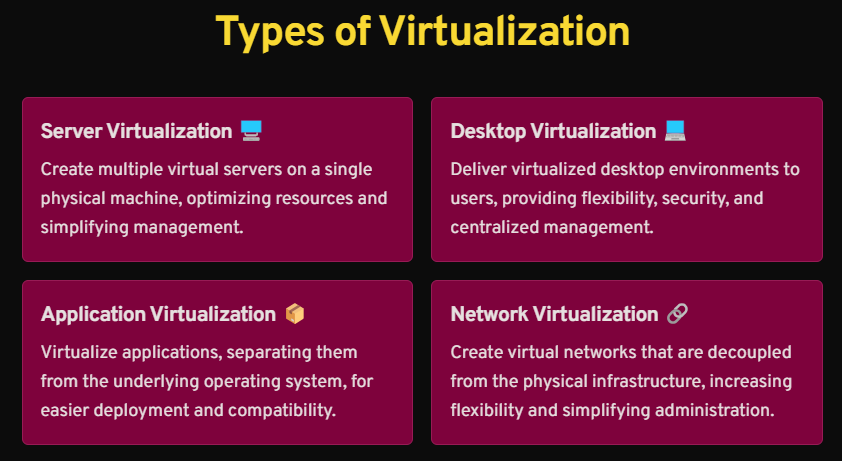 Types of Virtualization
Server Virtualization 🖥️
Create multiple virtual servers on a single
physical machine, optimizing resources and
simplifying management.
Desktop Virtualization 💻
Deliver virtualized desktop environments to
users, providing flexibility, security, and
centralized management.
Application Virtualization 📦
Virtualize applications, separating them
from the underlying operating system, for
easier deployment and compatibility.
Network Virtualization 🔗
Create virtual networks that are decoupled
from the physical infrastructure, increasing
flexibility and simplifying administration.